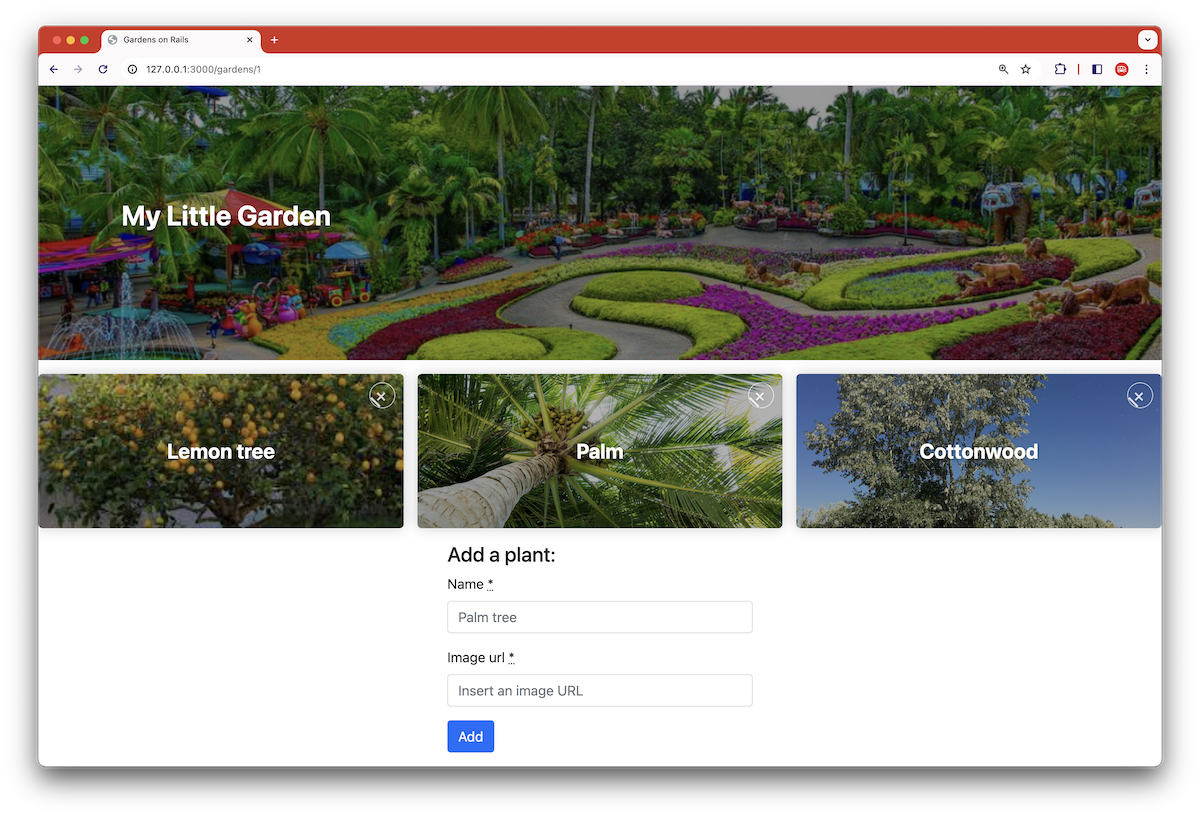 Gardens on Rails
127.0.0.1:3000/gardens/1
My Little Garden
Lemon tree
Palm
Cottonwood
Add a plant:
Name *
Palm tree
Image url *
Insert an image URL
Add